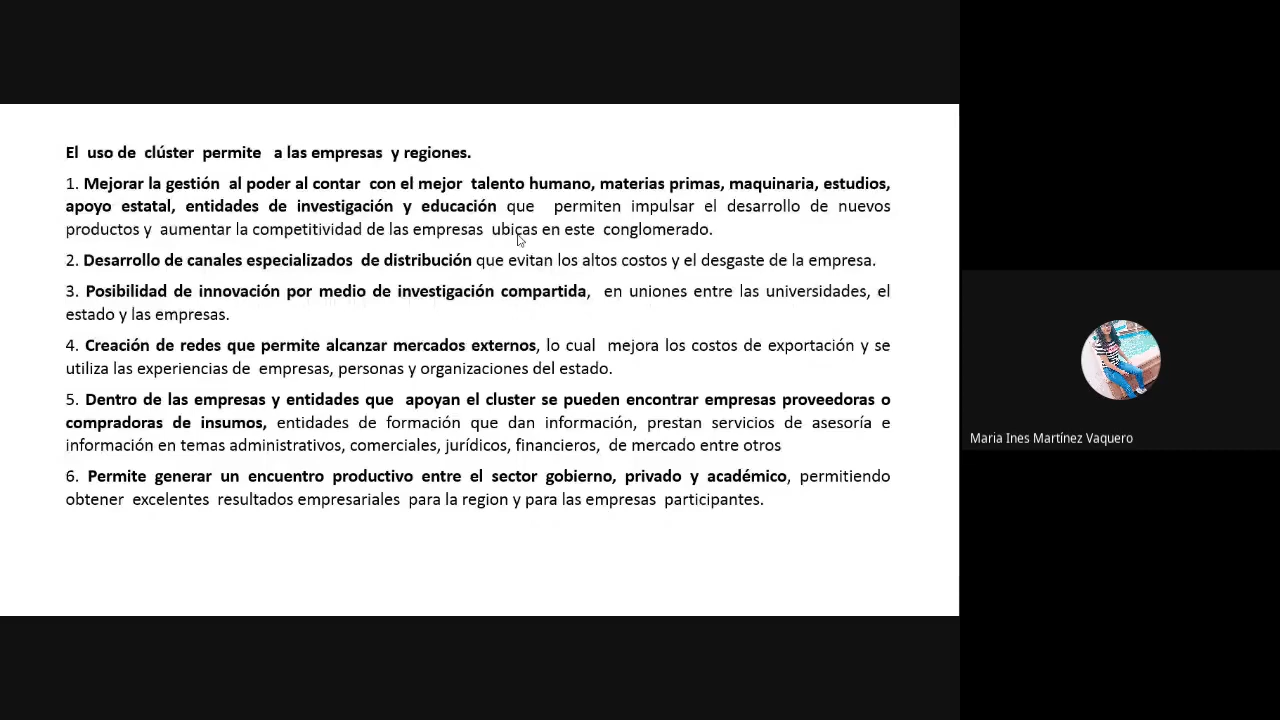 El uso de clúster permite a las empresas y regiones.
1. Mejorar la gestión al poder al contar con el mejor talento humano, materias primas, maquinaria, estudios,
apoyo estatal, entidades de investigación y educación que permiten impulsar el desarrollo de nuevos
productos y aumentar la competitividad de las empresas ubicas en este conglomerado.
2. Desarrollo de canales especializados de distribución que evitan los altos costos y el desgaste de la empresa.
3. Posibilidad de innovación por medio de investigación compartida, en uniones entre las universidades, el
estado y las empresas.
4. Creación de redes que permite alcanzar mecados externos, lo cual mejora los costos de exportación y se
utiliza las experiencias de empresas, personas y organizaciones del estado.
5. Dentro de las empresas y entidades que apoyan el cluster se pueden encontrar empresas proveedoras o
compradoras de insumos, entidades de formación que dan información, prestan servicios de asesoría e
información en temas administrativos, comerciales, jurídicos, financieros, de mercado entre otros
6. Permite generar un encuentro productivo entre el sector gobierno, privado y académico, permitiendo
obtener excelentes resultados empresariales para la region y para las empresas participantes.
Maria Ines Martínez Vaquero